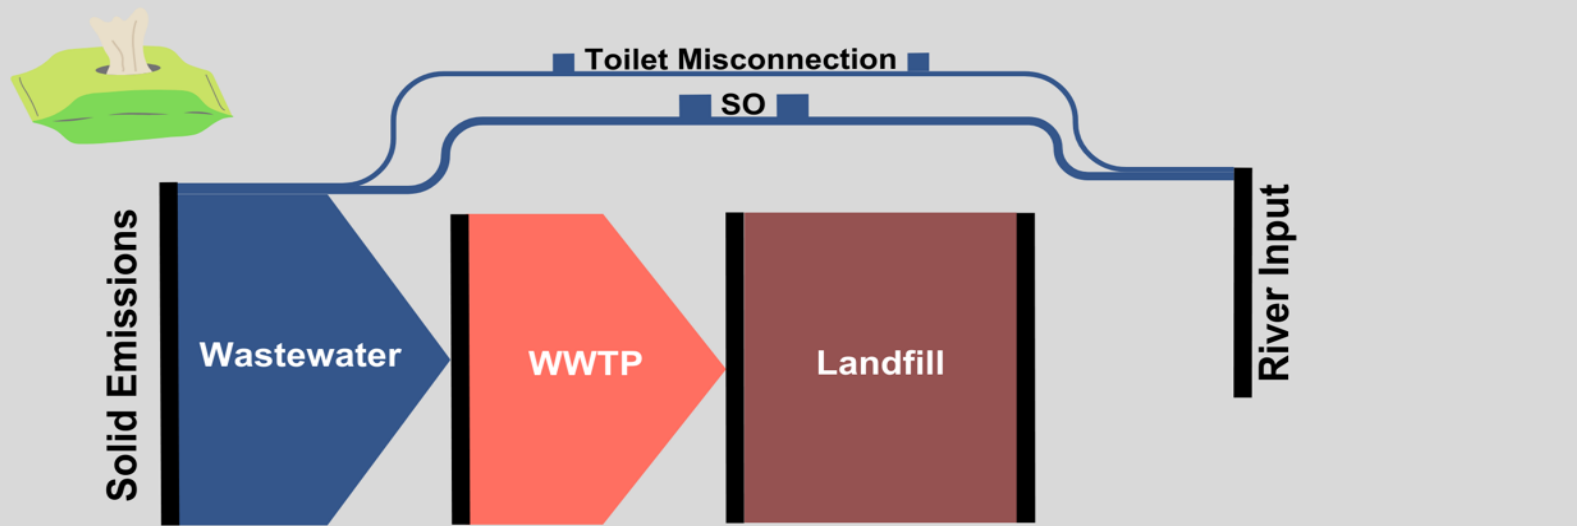 Toilet Misconnection
SO
Solid Emissions
Wastewater
WWTP
Landfill
River Input